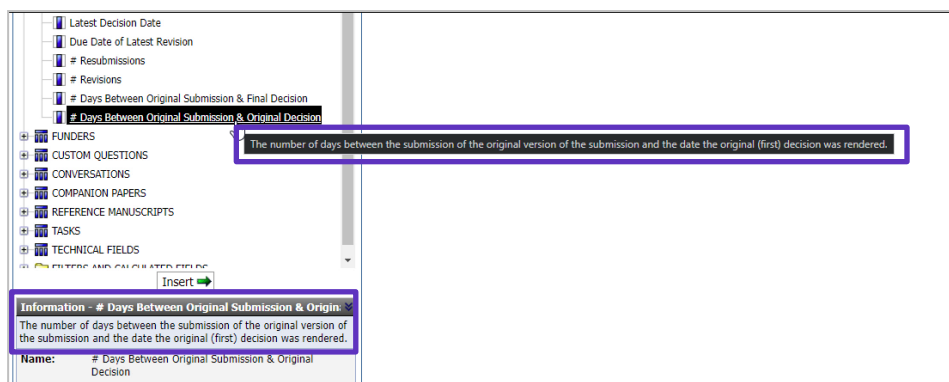 Latest Decision Date
Due Date of Latest Revision
# Resubmissions
# Revisions
# Days Between Original Submission & Final Decision
# Days Between Original Submission & Original Decision
The number of days between the submission of the original version of the submission and the date the original (first) decision was rendered.
FUNDERS
CUSTOM QUESTIONS
CONVERSATIONS
COMPANION PAPERS
REFERENCE MANUSCRIPTS
TASKS
TECHNICAL FIELDS
FILTERS AND CALCULATED FIELDS
Insert
Information - # Days Between Original Submission & Origin
The number of days between the submission of the original version of
the submission and the date the original (first) decision was rendered.
Name: # Days Between Original Submission & Original
Decision